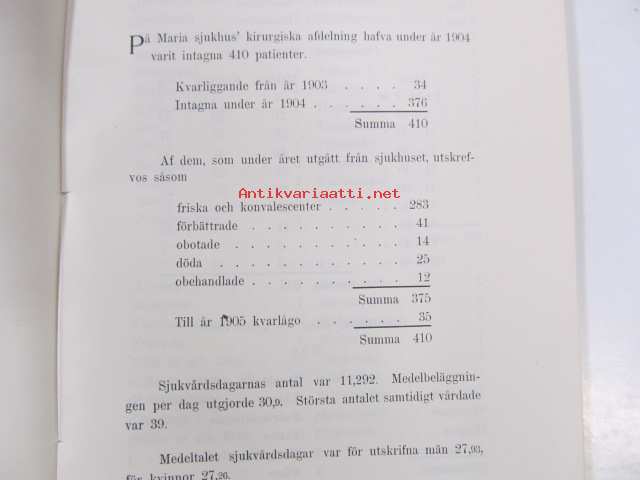 På Maria sjukhus' kirurgiska afdelning hafva under år 1904
varit intagna 410 patienter.
Kvarliggande från år 1903 . . . . 34
Intagna under år 1904 . . . . . . 376
Summa 410
Af dem, som under året utgått från sjukhuset, utskref-
vos såsom
Antikvariaatti.net
friska och konvalescenter . . . . . 283
förbättrade . . . . . . . . . 41
obotade . . . . . . . . . . 14
döda . . . . . . . . . . . 25
obehandlade . . . . . . . . . . 12
Summa 375
Till år 1905 kvarlågo . . . . . . 35
Summa 410
Sjukvårdsdagarnas antal var 11,292. Medelbeläggnin-
gen per dag utgjorde 30,9. Största antalet samtidigt vårdade
var 39.
Medeltalet sjukvårdsdagar var för utskrifna män 27,93,
för kvinnor 27,26.